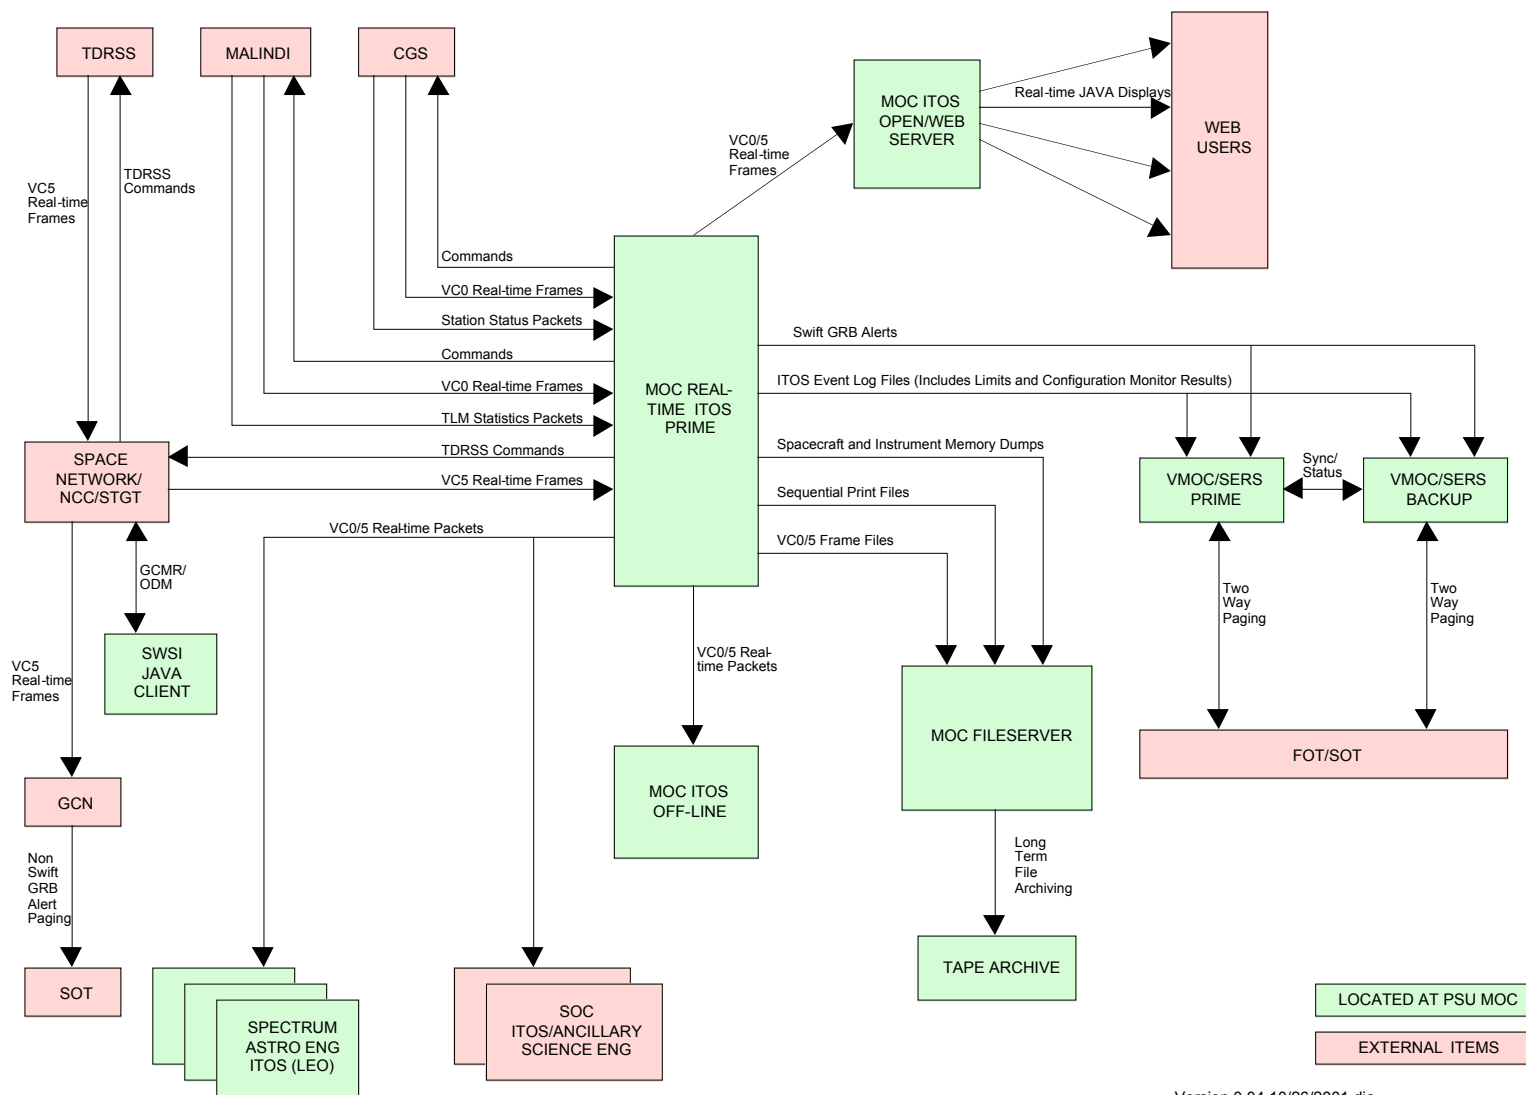 TDRSS
MALINDI
CGS
MOC ITOS
OPEN/WEB
SERVER
Real-time JAVA Displays
WEB
USERS
VC0/5
Real-time
Frames
VC5
Real-time
Frames
TDRSS
Commands
Commands
VC0 Real-time Frames
Station Status Packets
Commands
VC0 Real-time Frames
TLM Statistics Packets
TDRSS Commands
VC5 Real-time Frames
VC0/5 Real-time Packets
MOC REAL-
TIME ITOS
PRIME
Swift GRB Alerts
ITOS Event Log Files (Includes Limits and Configuration Monitor Results)
Spacecraft and Instrument Memory Dumps
Sequential Print Files
VC0/5 Frame Files
SPACE
NETWORK/
NCC/STGT
VMOC/SERS
PRIME
Sync/
Status
VMOC/SERS
BACKUP
GCMR/
ODM
SWSI
JAVA
CLIENT
VC5
Real-time
Frames
VC0/5 Real-
time Packets
Two
Way
Paging
Two
Way
Paging
MOC FILESERVER
FOT/SOT
MOC ITOS
OFF-LINE
GCN
Non
Swift
GRB
Alert
Paging
Long
Term
File
Archiving
SOT
TAPE ARCHIVE
SPECTRUM
ASTRO ENG
ITOS (LEO)
SOC
ITOS/ANCILLARY
SCIENCE ENG
LOCATED AT PSU MOC
EXTERNAL ITEMS